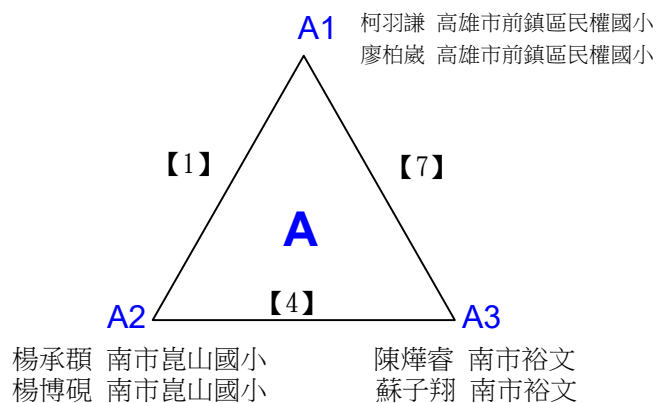 A1
柯羽謙 高雄市前鎮區民權國小
廖柏崴 高雄市前鎮區民權國小
【1】
【7】
A
【4】
A2
A3
楊承頵 南市崑山國小
楊博硯 南市崑山國小
陳燁睿 南市裕文
蘇子翔 南市裕文